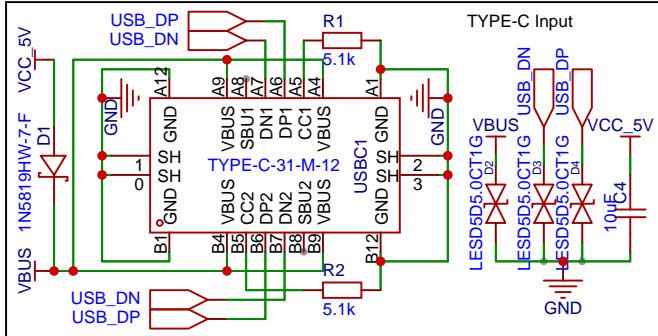 USB_DP
USB_DN
R1
5.1k
TYPE-C Input
VCC_5V
D1
1N5819HW-7-F
VBUS
GND
A12
A9
A8
A7
A6
A5
A4
A1
GND
VBUS
SBU1
DN1
DP1
CC1
VBUS
GND
GND
SH
SH
1
0
TYPE-C-31-M-12
USBC1
SH
SH
2
3
GND
VBUS
CC2
DP2
DN2
SBU2
VBUS
GND
B1
B4
B5
B6
B7
B8
B9
B12
USB_DN
USB_DP
R2
5.1k
USB_DN
USB_DP
VBUS
VCC_5V
D2
LESD5D5.0CT1G
D3
LESD5D5.0CT1G
D4
LESD5D5.0CT1G
C4
10uF
GND